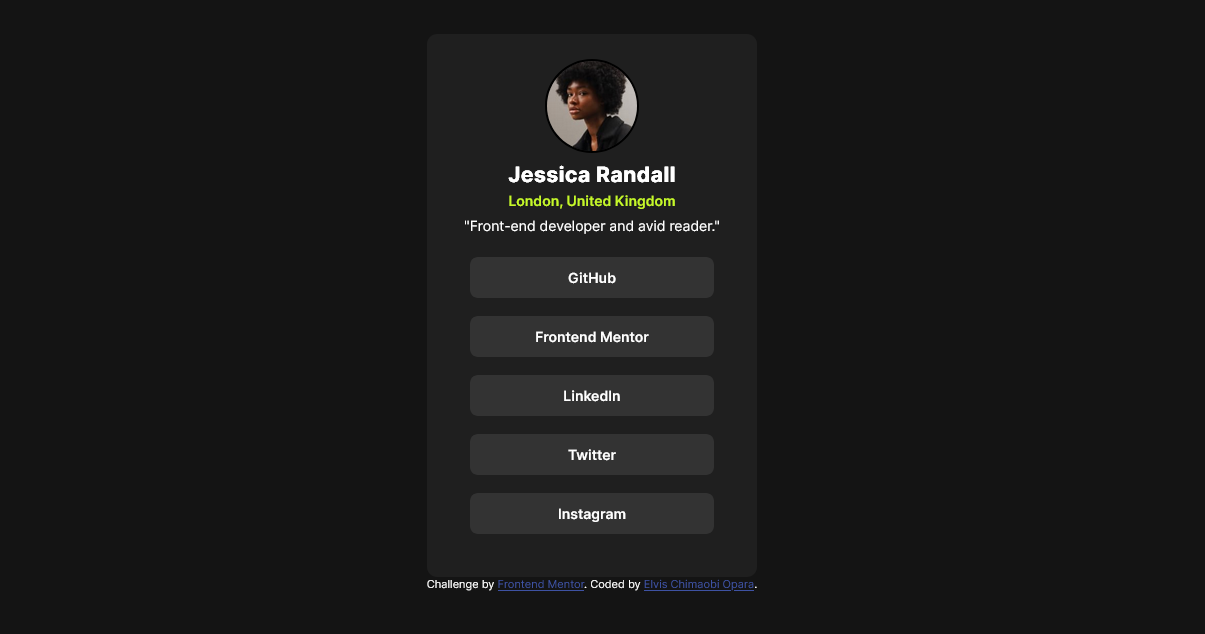 Jessica Randall
London, United Kingdom
"Front-end developer and avid reader."
GitHub
Frontend Mentor
LinkedIn
Twitter
Instagram
Challenge by Frontend Mentor. Coded by Elvis Chimaobi Opara.